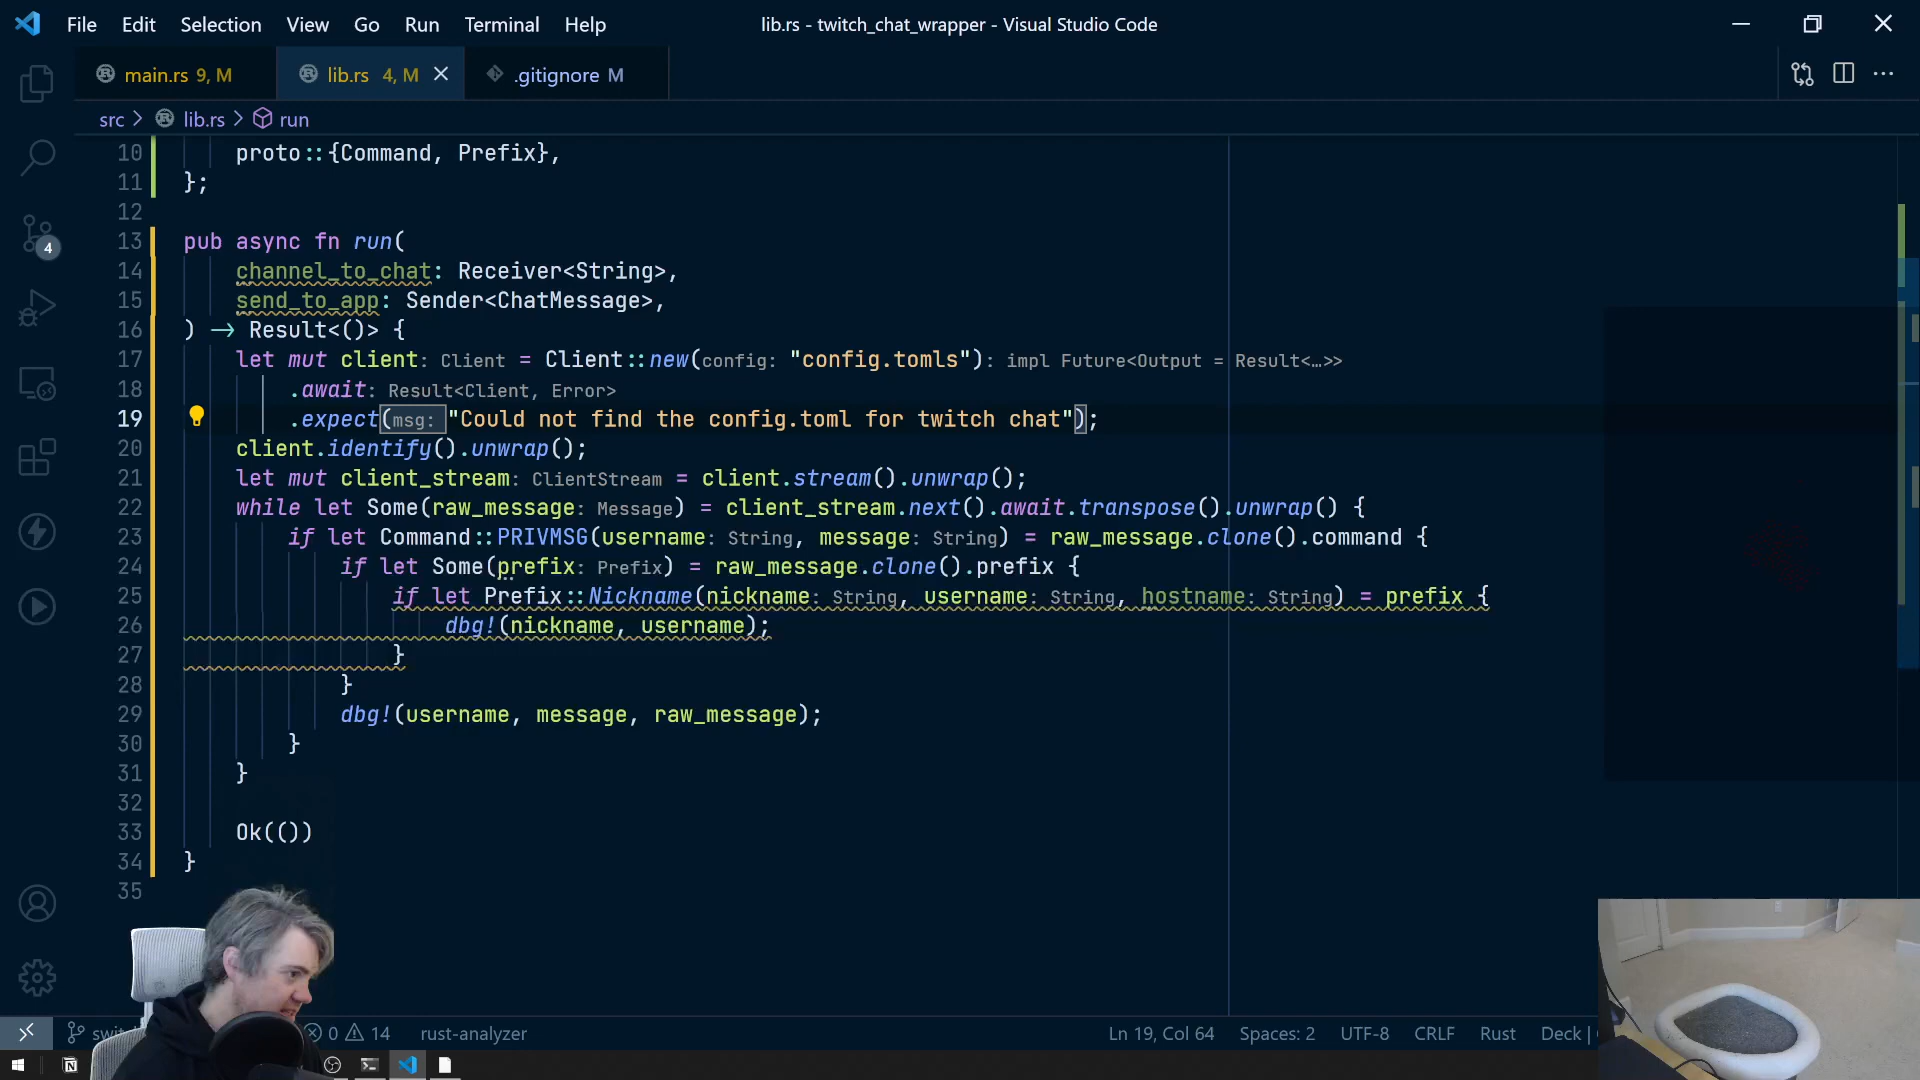 File Edit Selection View Go Run Terminal Help
lib.rs - twitch_chat_wrapper - Visual Studio Code
main.rs 9, M
lib.rs 4, M
.gitignore M
src > lib.rs > run
10 proto::{Command, Prefix},
11 };
12
13 pub async fn run(
14 channel_to_chat: Receiver<String>,
15 send_to_app: Sender<ChatMessage>,
16 ) → Result<()> {
17 let mut client: Client = Client::new(config: "config.tomls"): impl Future<Output = Result<…>>
18 .await: Result<Client, Error>
19 .expect(msg: "Could not find the config.toml for twitch chat");
20 client.identify().unwrap();
21 let mut client_stream: ClientStream = client.stream().unwrap();
22 while let Some(raw_message: Message) = client_stream.next().await.transpose().unwrap() {
23 if let Command::PRIVMSG(username: String, message: String) = raw_message.clone().command {
24 if let Some(prefix: Prefix) = raw_message.clone().prefix {
25 if let Prefix::Nickname(nickname: String, username: String, hostname: String) = prefix {
26 dbg!(nickname, username);
27 }
28 }
29 dbg!(username, message, raw_message);
30 }
31 }
32
33 Ok(())
34 }
35
4
0 14 rust-analyzer
Ln 19, Col 64 Spaces: 2 UTF-8 CRLF Rust Deck